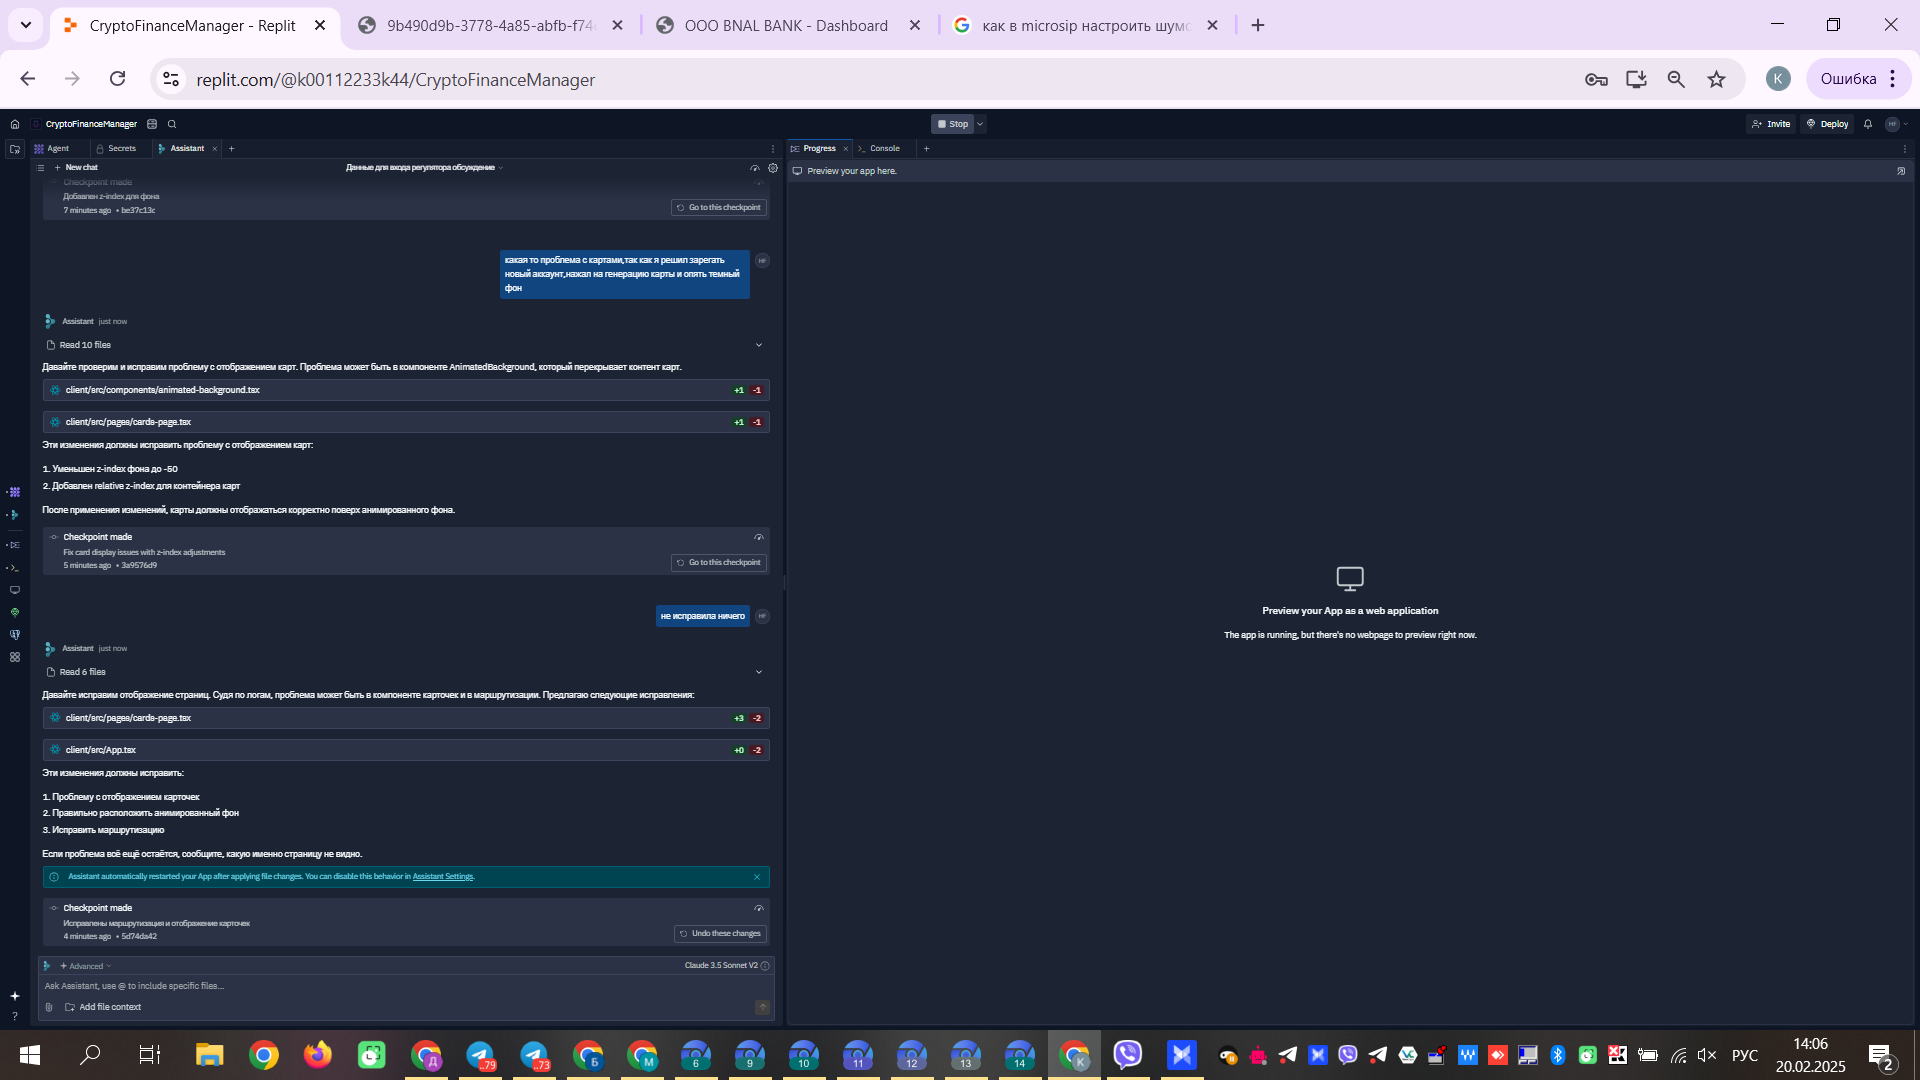 CryptoFinanceManager - Replit
9b490d9b-3778-4a85-abfb-f74
OOO BNAL BANK - Dashboard
как в microsip настроить шумо
replit.com/@k00112233k44/CryptoFinanceManager
K
Ошибка
CryptoFinanceManager
Stop
Invite
Deploy
HF
Agent
Secrets
Assistant
Progress
Console
New chat
Данные для входа регулятора обсуждение
Preview your app here.
Checkpoint made
Добавлен z-index для фона
7 minutes ago • be37c13c
Go to this checkpoint
какая то проблема с картами,так как я решил зарегать
новый аккаунт,нажал на генерацию карты и опять темный
фон
HF
Assistant just now
Read 10 files
Давайте проверим и исправим проблему с отображением карт. Проблема может быть в компоненте AnimatedBackground, который перекрывает контент карт.
client/src/components/animated-background.tsx +1 -1
client/src/pages/cards-page.tsx +1 -1
Эти изменения должны исправить проблему с отображением карт:
1. Уменьшен z-index фона до -50
2. Добавлен relative z-index для контейнера карт
После применения изменений, карты должны отображаться корректно поверх анимированного фона.
Checkpoint made
Fix card display issues with z-index adjustments
5 minutes ago • 3a9576d9
Go to this checkpoint
не исправила ничего
HF
Assistant just now
Read 6 files
Давайте исправим отображение страниц. Судя по логам, проблема может быть в компоненте карточек и в маршрутизации. Предлагаю следующие исправления:
client/src/pages/cards-page.tsx +3 -2
client/src/App.tsx +0 -2
Эти изменения должны исправить:
1. Проблему с отображением карточек
2. Правильно расположить анимированный фон
3. Исправить маршрутизацию
Если проблема всё ещё остаётся, сообщите, какую именно страницу не видно.
Assistant automatically restarted your App after applying file changes. You can disable this behavior in Assistant Settings.
Checkpoint made
Исправлены маршрутизация и отображение карточек
4 minutes ago • 5d74da42
Undo these changes
Advanced
Claude 3.5 Sonnet V2
Ask Assistant, use @ to include specific files...
Add file context
Preview your App as a web application
The app is running, but there's no webpage to preview right now.
Д
..79
..73
Б
М
6
9
10
11
12
13
14
K
РУС
14:06
20.02.2025
2